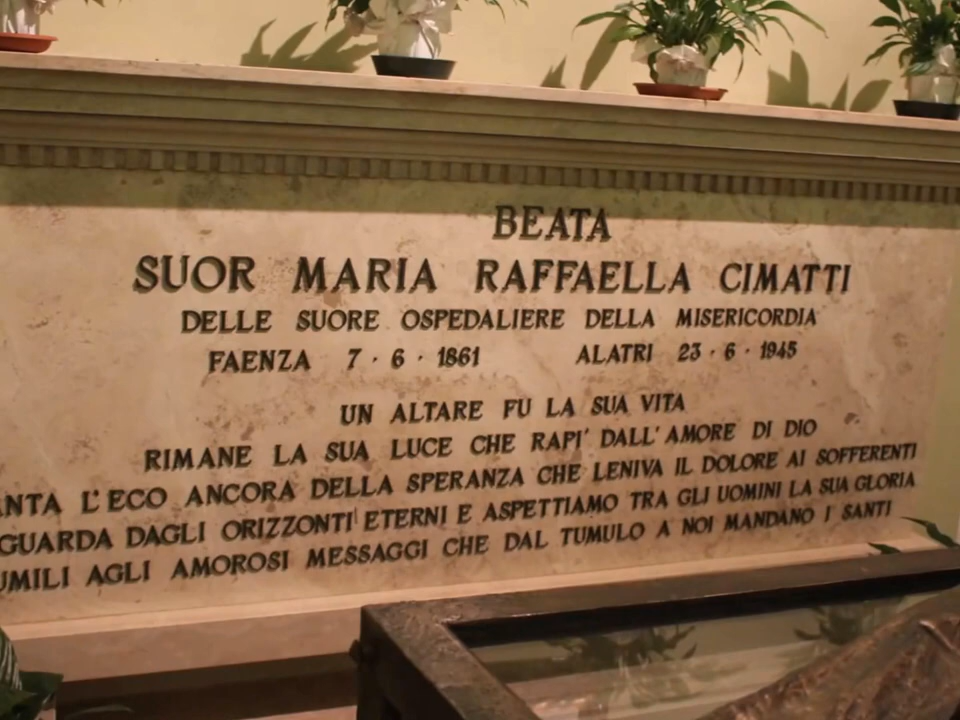 BEATA
SUOR MARIA RAFFAELLA CIMATTI
DELLE SUORE OSPEDALIERE DELLA MISERICORDIA
FAENZA 7·6·1861 ALATRI 23·6·1945
UN ALTARE FU LA SUA VITA
RIMANE LA SUA LUCE CHE RAPI' DALL'AMORE DI DIO
L'ECO ANCORA DELLA SPERANZA CHE LENIVA IL DOLORE AI SOFFERENTI
DAGLI ORIZZONTI ETERNI E ASPETTIAMO TRA GLI UOMINI LA SUA GLORIA
AGLI AMOROSI MESSAGGI CHE DAL TUMULO A NOI MANDANO I SANTI